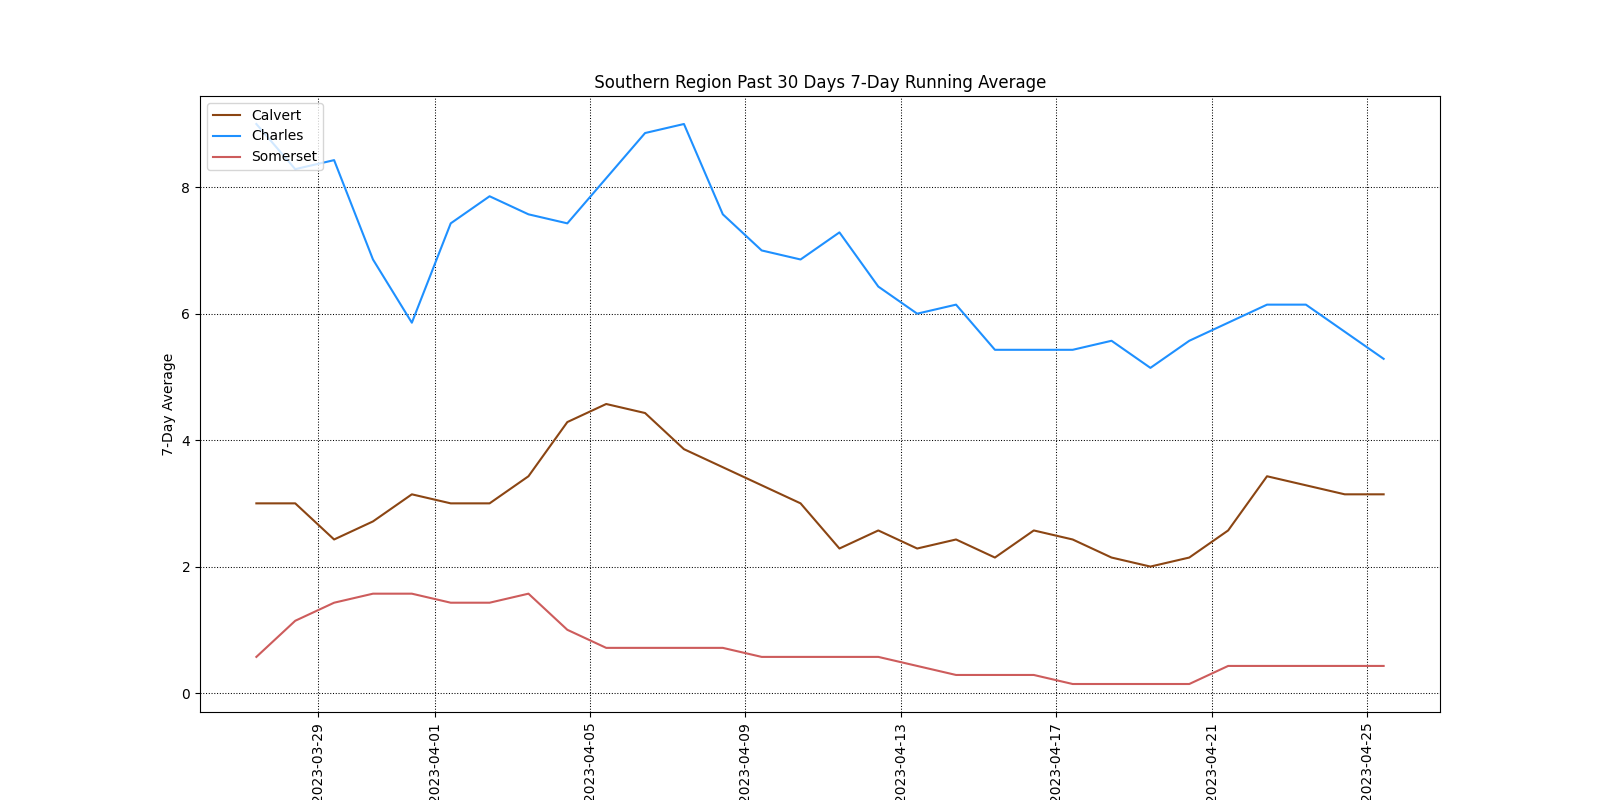 Southern Region Past 30 Days 7-Day Running Average
Calvert
Charles
Somerset
7-Day Average
8
6
4
2
0
2023-03-29
2023-04-01
2023-04-05
2023-04-09
2023-04-13
2023-04-17
2023-04-21
2023-04-25